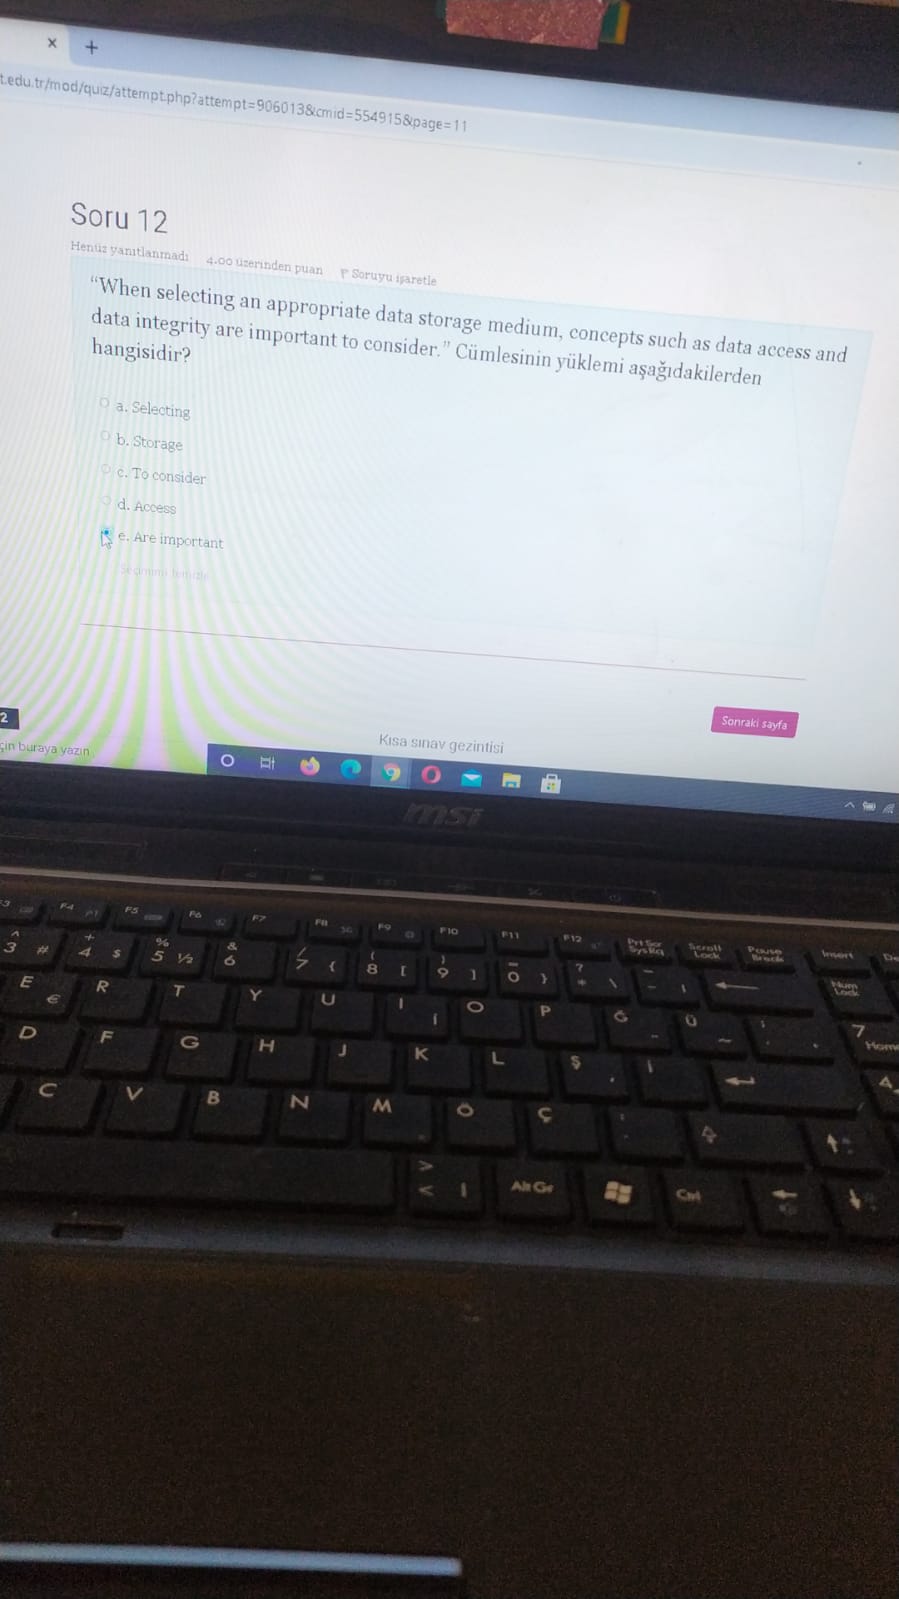 t.edu.tr/mod/quiz/attempt.php?attempt=906013&cmid=554915&page=11
Soru 12
Henüz yanıtlanmadı 4.00 üzerinden puan Soruyu işaretle
“When selecting an appropriate data storage medium, concepts such as data access and
data integrity are important to consider.” Cümlesinin yüklemi aşağıdakilerden
hangisidir?
a. Selecting
b. Storage
c. To consider
d. Access
e. Are important
Seçimimi temizle
Sonraki sayfa
2
Kısa sınav gezintisi
çin buraya yazın
msi
F4 F5 F6 F7 F8 F9 F10 F11 F12 Prt Scr SysRq Scroll Lock Pause Break Insert
3 # 4 $ % 5 ½ & 6 / 7 { ( 8 [ ) 9 ] = 0 } ? * \ Num Lock
E € R T Y U I İ O P Ğ Ü 7 Home
D F G H J K L Ş
C V B N M Ö Ç
> < | Alt Gr Ctrl